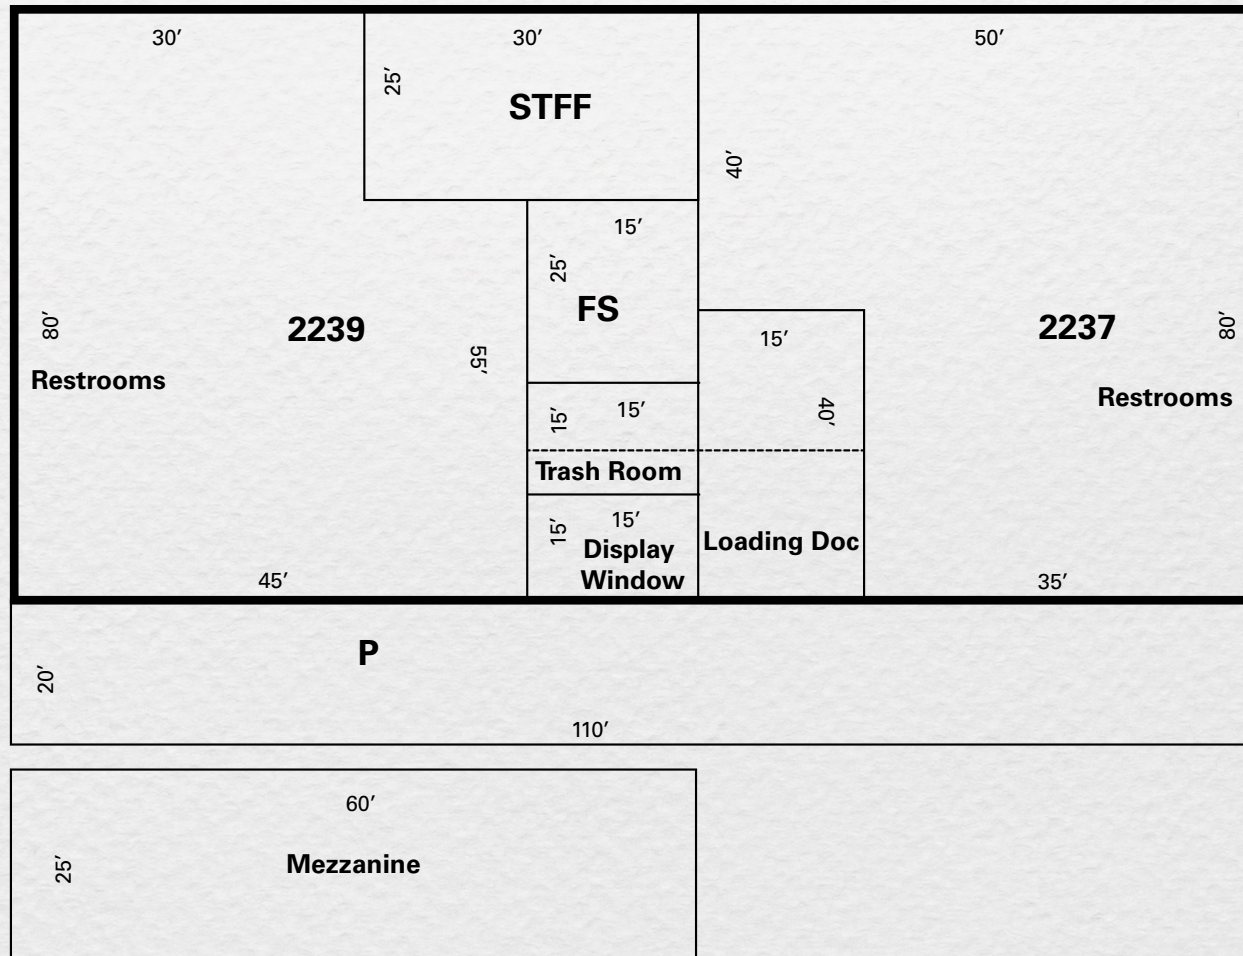 30’
30’
50’
25’
STFF
40’
15’
25’
FS
80’
2239
55’
15’
2237
80’
Restrooms
Restrooms
15’
15’
40’
Trash Room
15’
15’
Display
Window
Loading Doc
45’
35’
P
20’
110’
60’
Mezzanine
25’